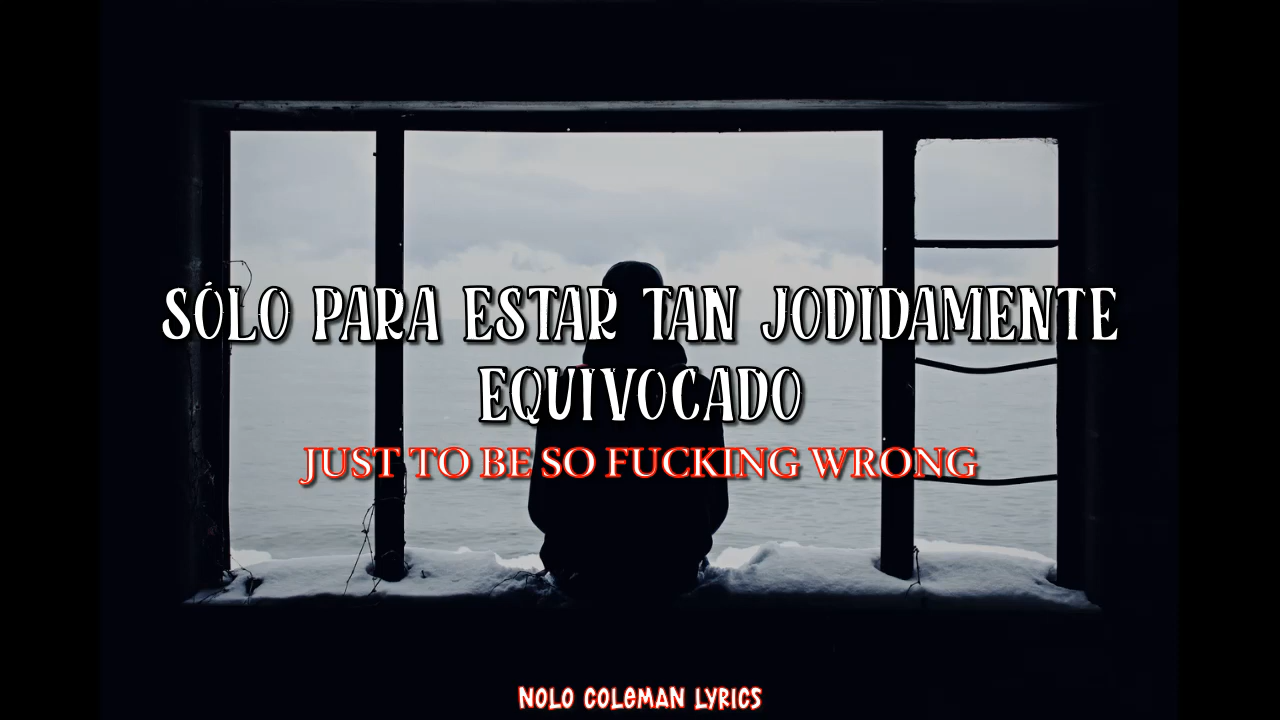 SÓLO PARA ESTAR TAN JODIDAMENTE
EQUIVOCADO
JUST TO BE SO FUCKING WRONG
NOLO COLEMAN LYRICS